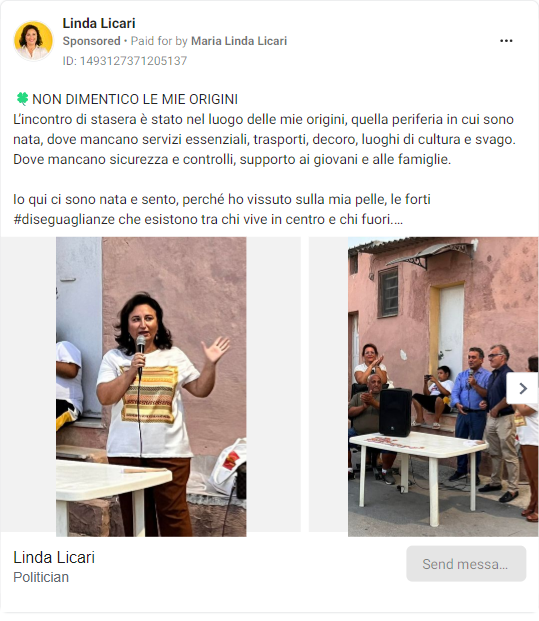 Linda Licari
Sponsored • Paid for by Maria Linda Licari
ID: 1493127371205137
🍀NON DIMENTICO LE MIE ORIGINI
L'incontro di stasera è stato nel luogo delle mie origini, quella periferia in cui sono
nata, dove mancano servizi essenziali, trasporti, decoro, luoghi di cultura e svago.
Dove mancano sicurezza e controlli, supporto ai giovani e alle famiglie.
Io qui ci sono nata e sento, perché ho vissuto sulla mia pelle, le forti
#diseguaglianze che esistono tra chi vive in centro e chi fuori....
Linda Licari
Politician
Send messa...